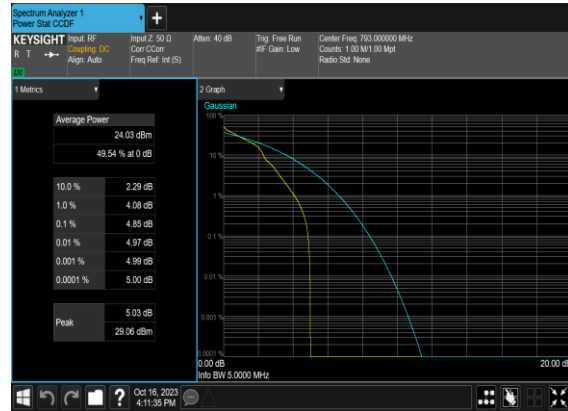 Spectrum Analyzer 1
Power Stat CCDF
KEYSIGHT
R T
LW
Input: RF
Coupling: DC
Align: Auto
Input Z: 50 Ω
Corr CCorr
Freq Ref: Int (S)
Atten: 40 dB
Trig: Free Run
#IF Gain: Low
Center Freq: 793.000000 MHz
Counts: 1.00 M/1.00 Mpt
Radio Std: None
1 Metrics
Average Power
24.03 dBm
49.54 % at 0 dB
10.0 % 2.29 dB
1.0 % 4.08 dB
0.1 % 4.85 dB
0.01 % 4.97 dB
0.001 % 4.99 dB
0.0001 % 5.00 dB
Peak
5.03 dB
29.06 dBm
2 Graph
Gaussian
100 %
10 %
1 %
0.1 %
0.01 %
0.001 %
0.0001 %
0.00 dB
20.00 dB
Info BW 5.0000 MHz
?
Oct 16, 2023
4:11:35 PM